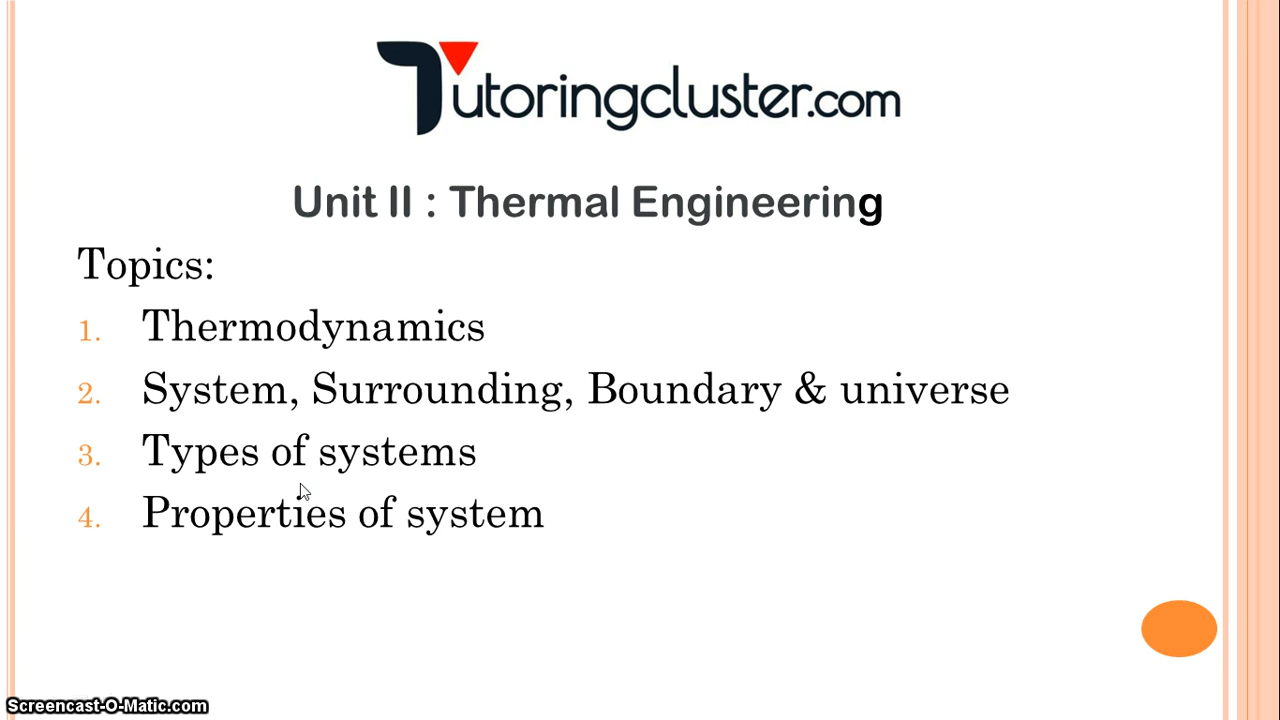 Tutoringcluster.com
Unit II : Thermal Engineering
Topics:
1. Thermodynamics
2. System, Surrounding, Boundary & universe
3. Types of systems
4. Properties of system
Screencast-O-Matic.com